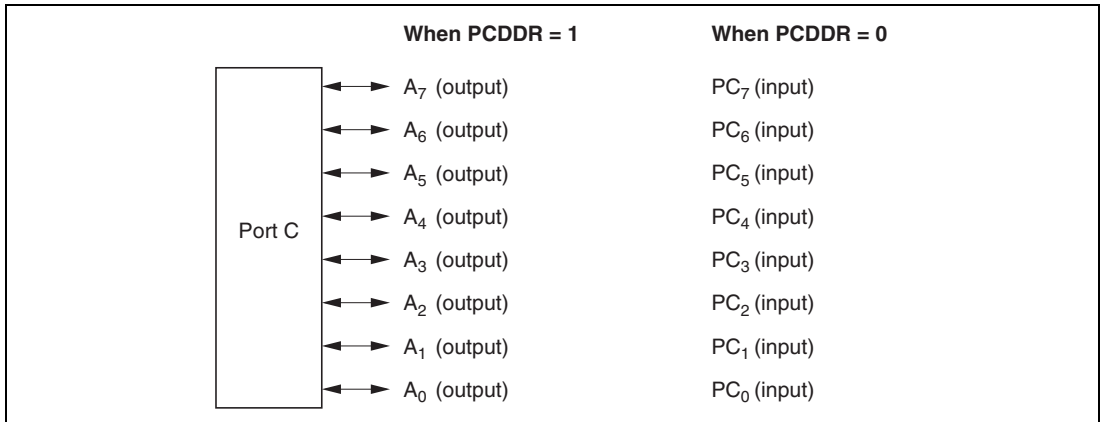 When PCDDR = 1 When PCDDR = 0
A7 (output) PC7 (input)
A6 (output) PC6 (input)
A5 (output) PC5 (input)
Port C A4 (output) PC4 (input)
A3 (output) PC3 (input)
A2 (output) PC2 (input)
A1 (output) PC1 (input)
A0 (output) PC0 (input)